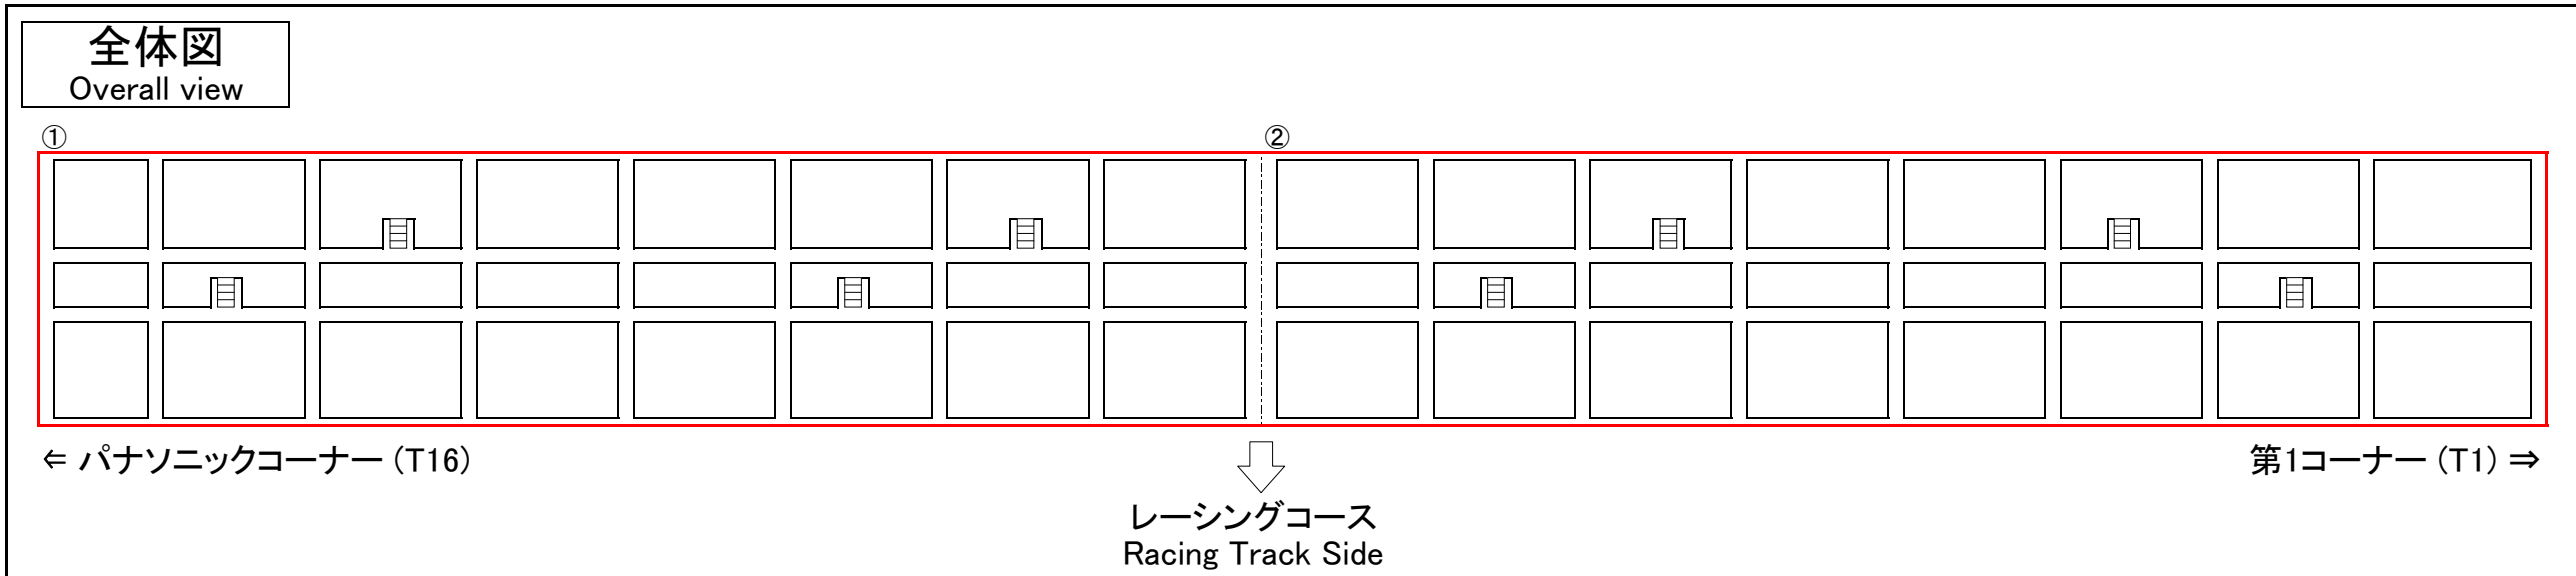 全体図
Overall view
① ②
⇐ パナソニックコーナー (T16)
第1コーナー (T1) ⇒
レーシングコース
Racing Track Side